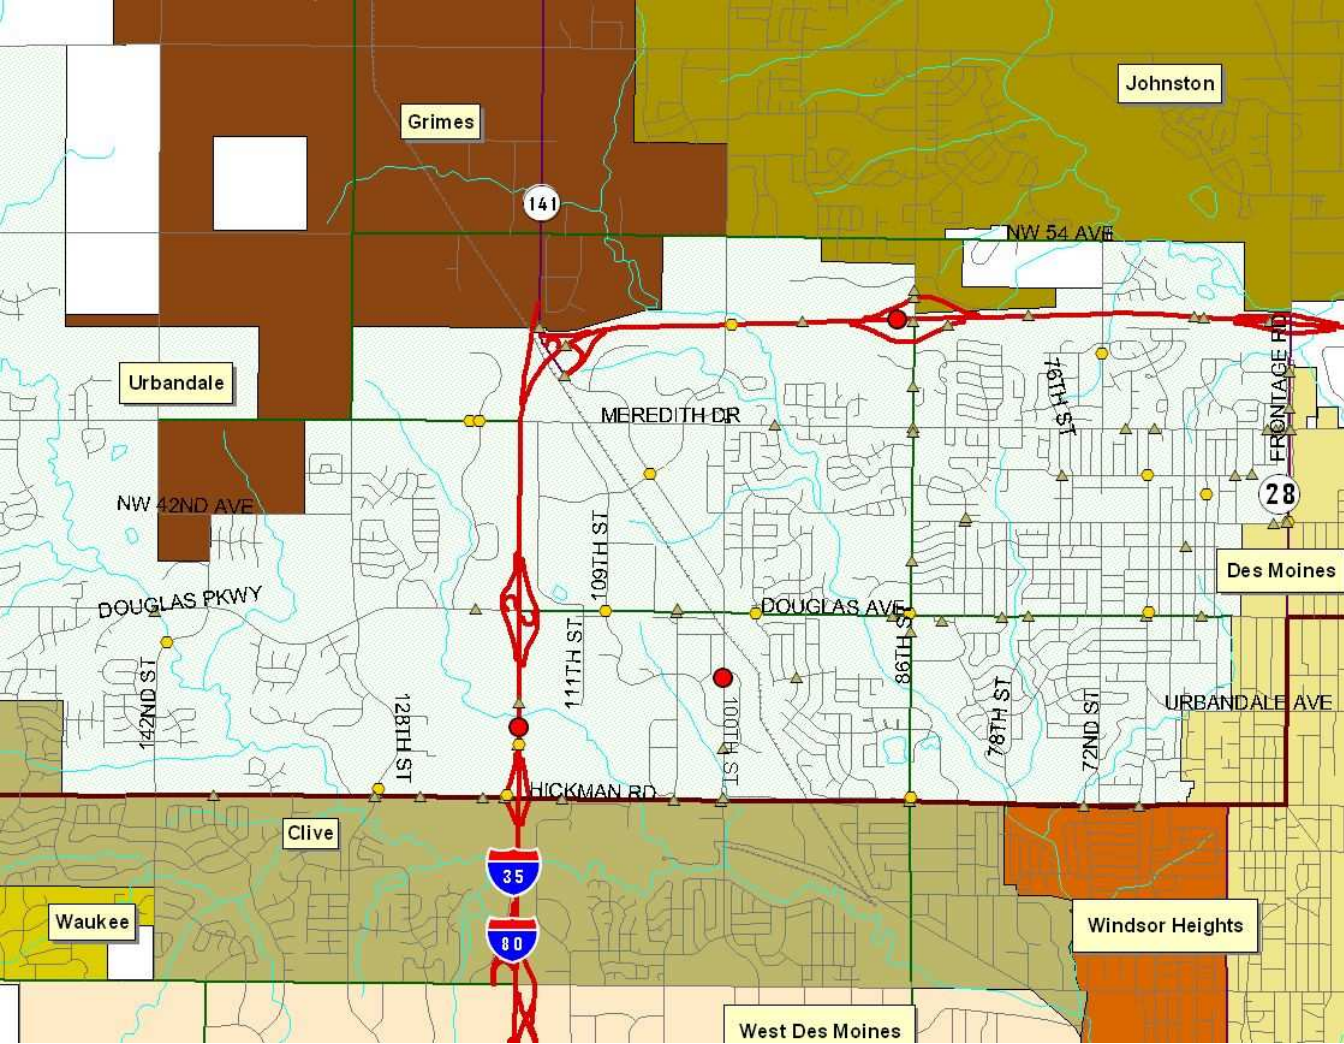 Johnston
Grimes
141
NW 54 AVE
FRONTAGE RD
Urbandale
76TH ST
MEREDITH DR
28
NW 42ND AVE
109TH ST
Des Moines
DOUGLAS PKWY
DOUGLAS AVE
86TH ST
111TH ST
142ND ST
128TH ST
100TH ST
78TH ST
72ND ST
URBANDALE AVE
HICKMAN RD
Clive
35
Waukee
80
Windsor Heights
West Des Moines